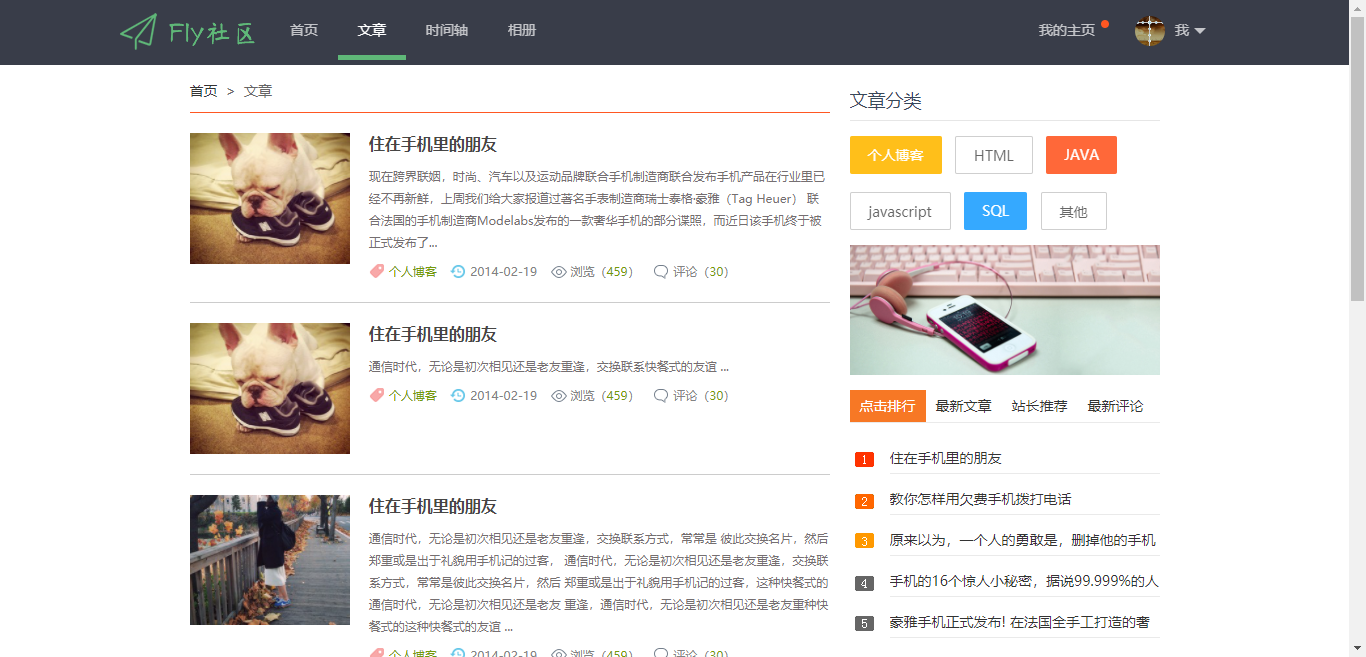 Fly社区 首页 文章 时间轴 相册 我的主页 我
首页 > 文章
住在手机里的朋友
现在跨界联姻，时尚、汽车以及运动品牌联合手机制造商联合发布手机产品在行业里已
经不再新鲜，上周我们给大家报道过著名手表制造商瑞士泰格·豪雅（Tag Heuer） 联
合法国的手机制造商Modelabs发布的一款奢华手机的部分谍照，而近日该手机终于被
正式发布了...
个人博客 2014-02-19 浏览（459） 评论（30）
住在手机里的朋友
通信时代，无论是初次相见还是老友重逢，交换联系快餐式的友谊 ...
个人博客 2014-02-19 浏览（459） 评论（30）
住在手机里的朋友
通信时代，无论是初次相见还是老友重逢，交换联系方式，常常是 彼此交换名片，然后
郑重或是出于礼貌用手机记的过客， 通信时代，无论是初次相见还是老友重逢，交换联
系方式，常常是彼此交换名片，然后 郑重或是出于礼貌用手机记的过客，这种快餐式的
通信时代，无论是初次相见还是老友 重逢，通信时代，无论是初次相见还是老友重种快
餐式的这种快餐式的友谊 ...
个人博客 2014-02-19 浏览（459） 评论（30）
文章分类
个人博客 HTML JAVA
javascript SQL 其他
点击排行 最新文章 站长推荐 最新评论
1 住在手机里的朋友
2 教你怎样用欠费手机拨打电话
3 原来以为，一个人的勇敢是，删掉他的手机
4 手机的16个惊人小秘密，据说99.999%的人
5 豪雅手机正式发布! 在法国全手工打造的奢